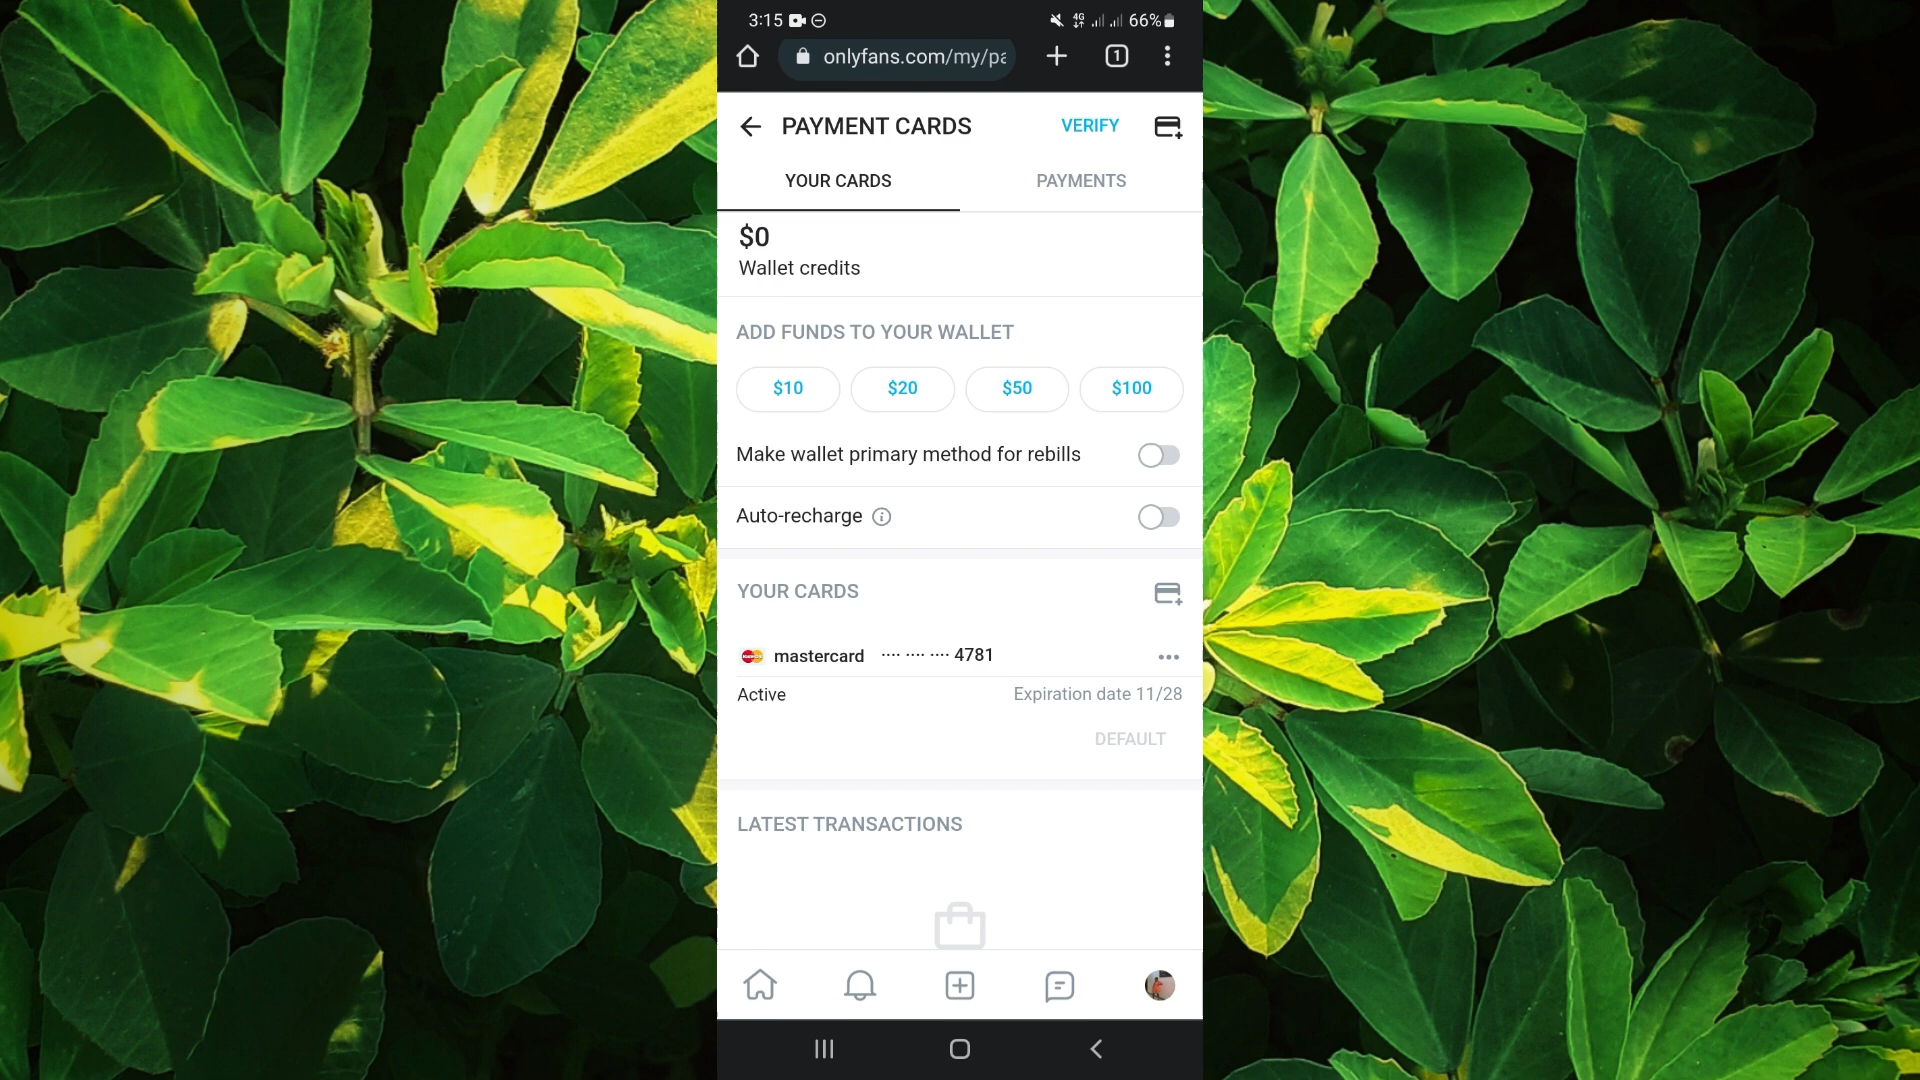 3:15 4G 66%
onlyfans.com/my/pa 1
PAYMENT CARDS VERIFY
YOUR CARDS PAYMENTS
$0
Wallet credits
ADD FUNDS TO YOUR WALLET
$10 $20 $50 $100
Make wallet primary method for rebills
Auto-recharge
YOUR CARDS
mastercard ···· ···· ···· 4781
Active Expiration date 11/28
DEFAULT
LATEST TRANSACTIONS